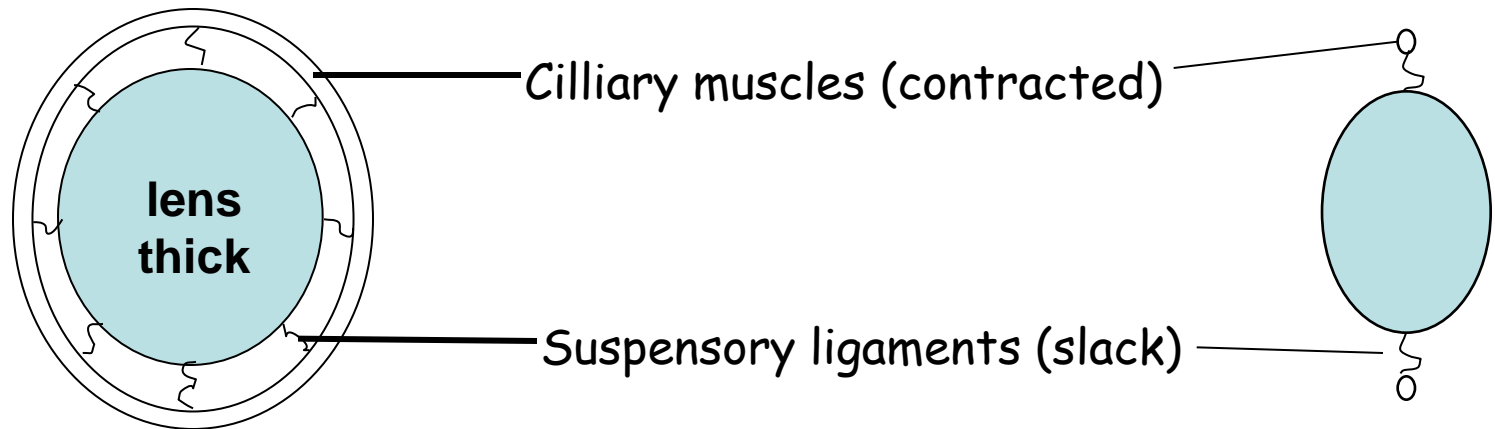 Cilliary muscles (contracted)
lens
thick
Suspensory ligaments (slack)